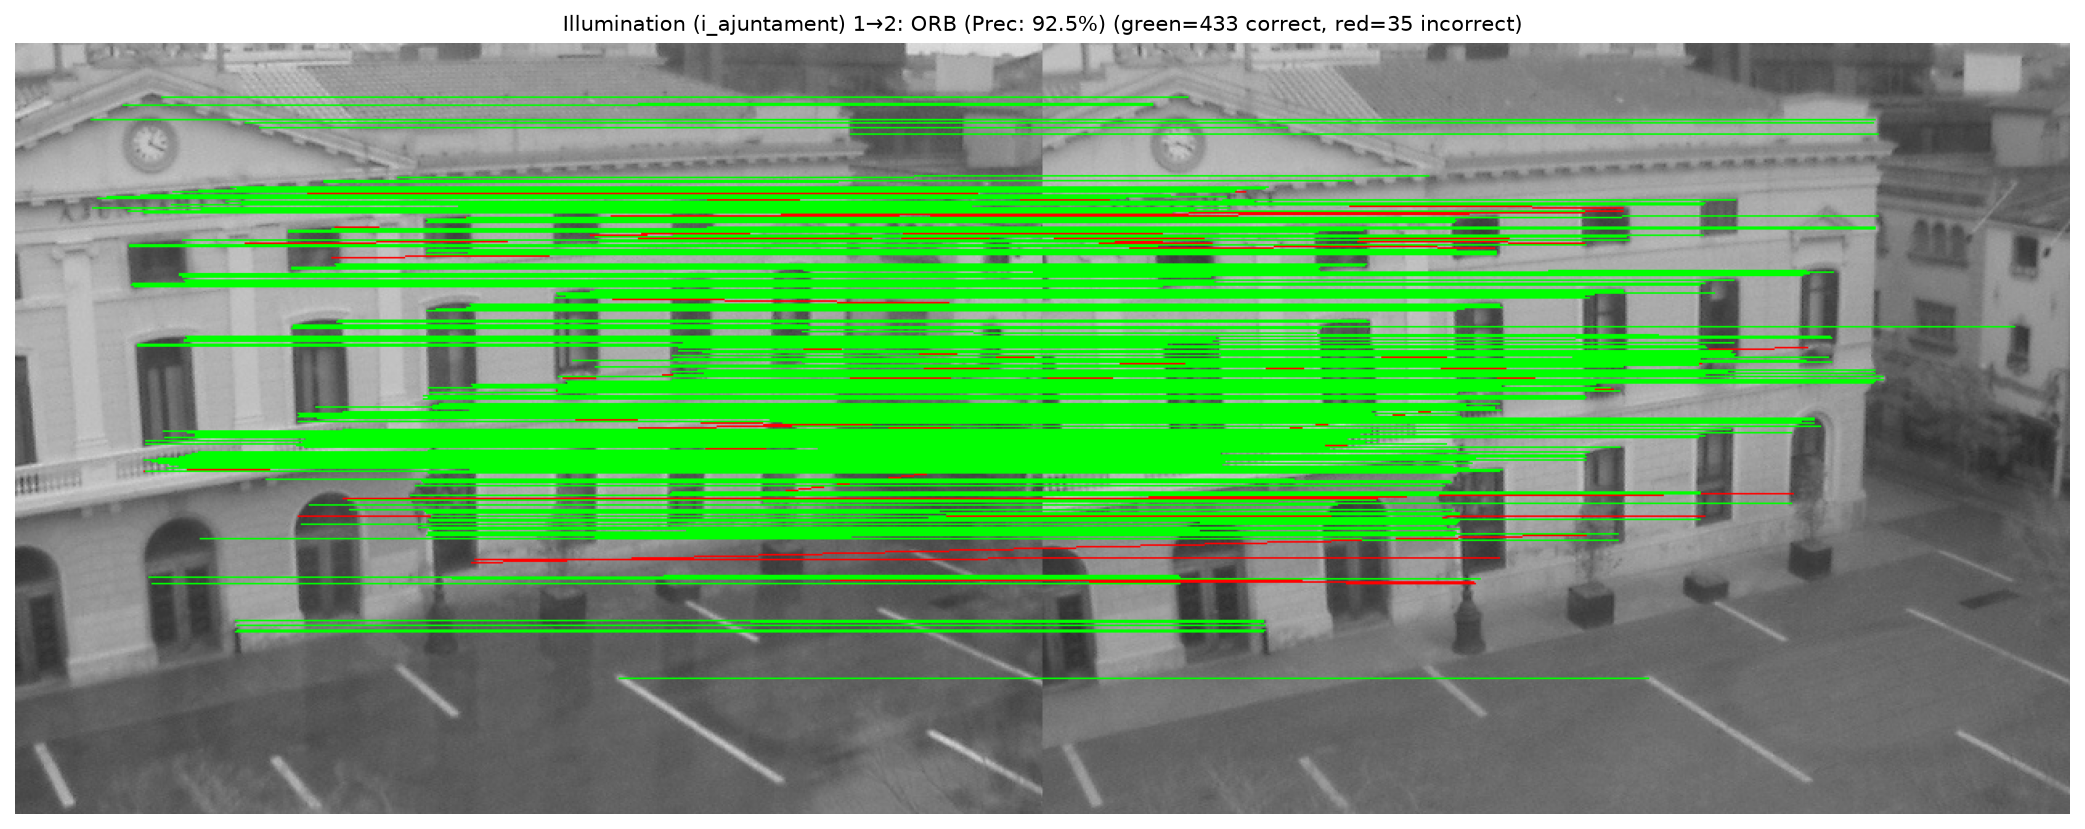 Illumination (i_ajuntament) 1→2: ORB (Prec: 92.5%) (green=433 correct, red=35 incorrect)